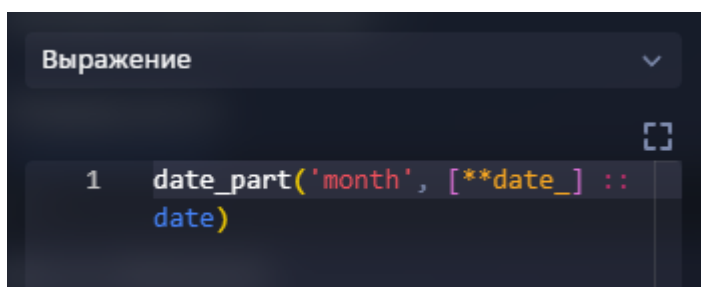 Выражение
1 date_part('month', [**date_] ::
date)